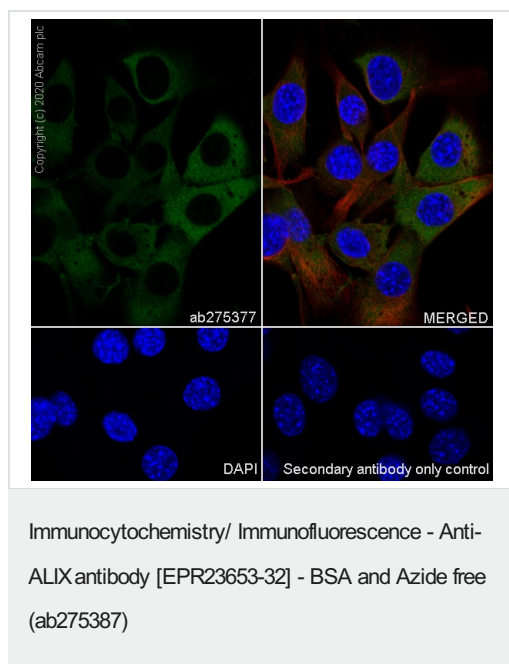 Copyright (c) 2020 Abcam plc
ab275377
MERGED
DAPI
Secondary antibody only control
Immunocytochemistry/ Immunofluorescence - Anti-
ALIX antibody [EPR23653-32] - BSA and Azide free
(ab275387)